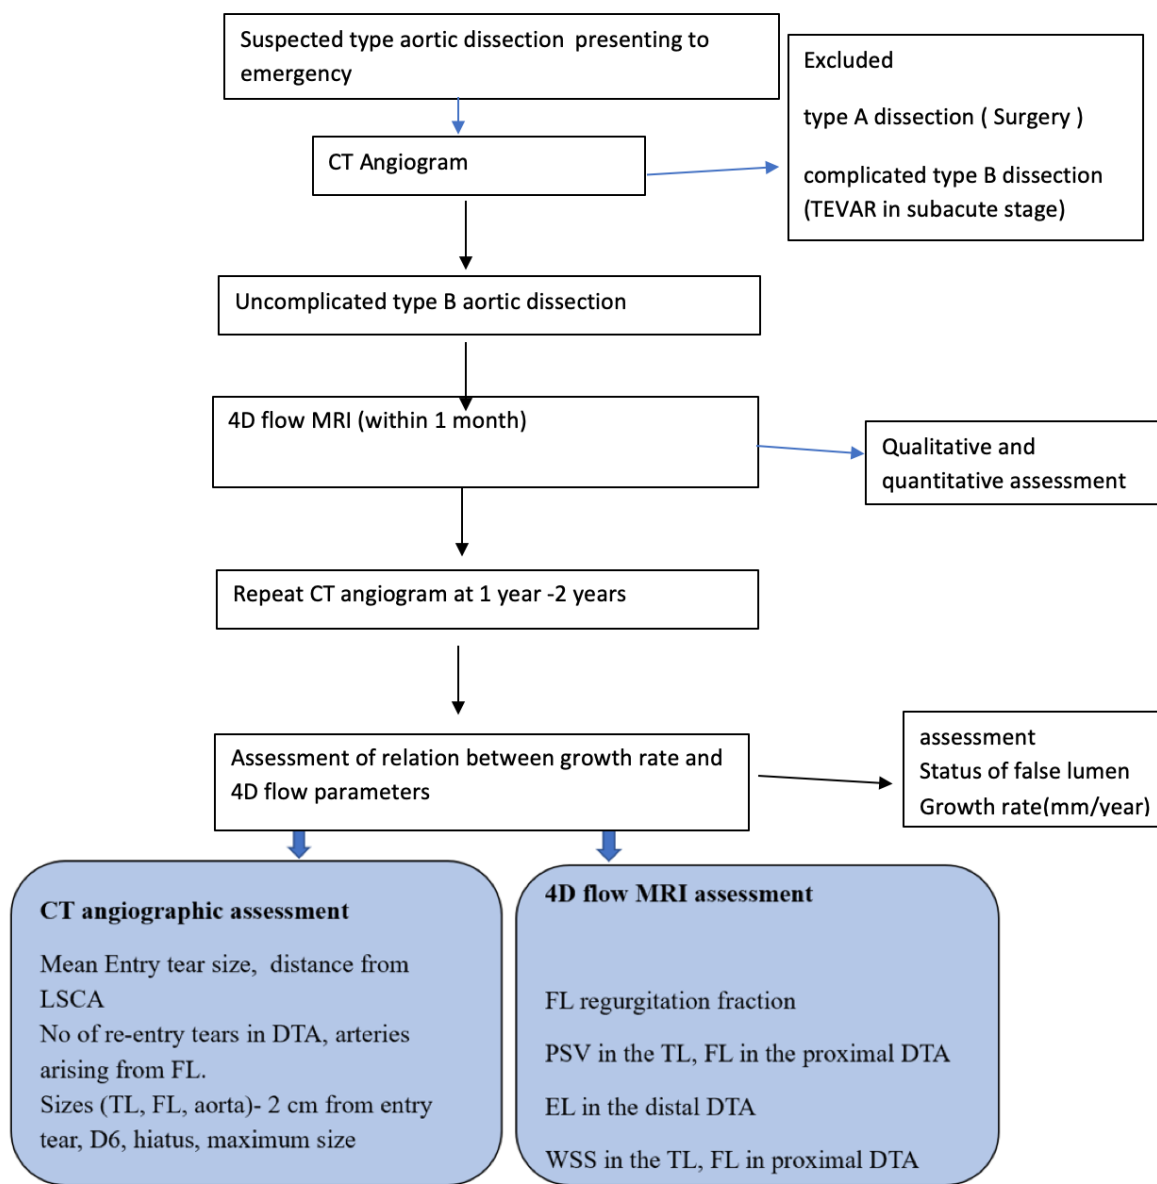 Suspected type aortic dissection  presenting to
emergency
Excluded
type A dissection ( Surgery )
complicated type B dissection
(TEVAR in subacute stage)
CT Angiogram
Uncomplicated type B aortic dissection
4D flow MRI (within 1 month)
Qualitative and
quantitative assessment
Repeat CT angiogram at 1 year -2 years
Assessment of relation between growth rate and
4D flow parameters
assessment
Status of false lumen
Growth rate(mm/year)
CT angiographic assessment
Mean Entry tear size,  distance from
LSCA
No of re-entry tears in DTA, arteries
arising from FL.
Sizes (TL, FL, aorta)- 2 cm from entry
tear, D6, hiatus, maximum size
4D flow MRI assessment
FL regurgitation fraction
PSV in the TL, FL in the proximal DTA
EL in the distal DTA
WSS in the TL, FL in proximal DTA